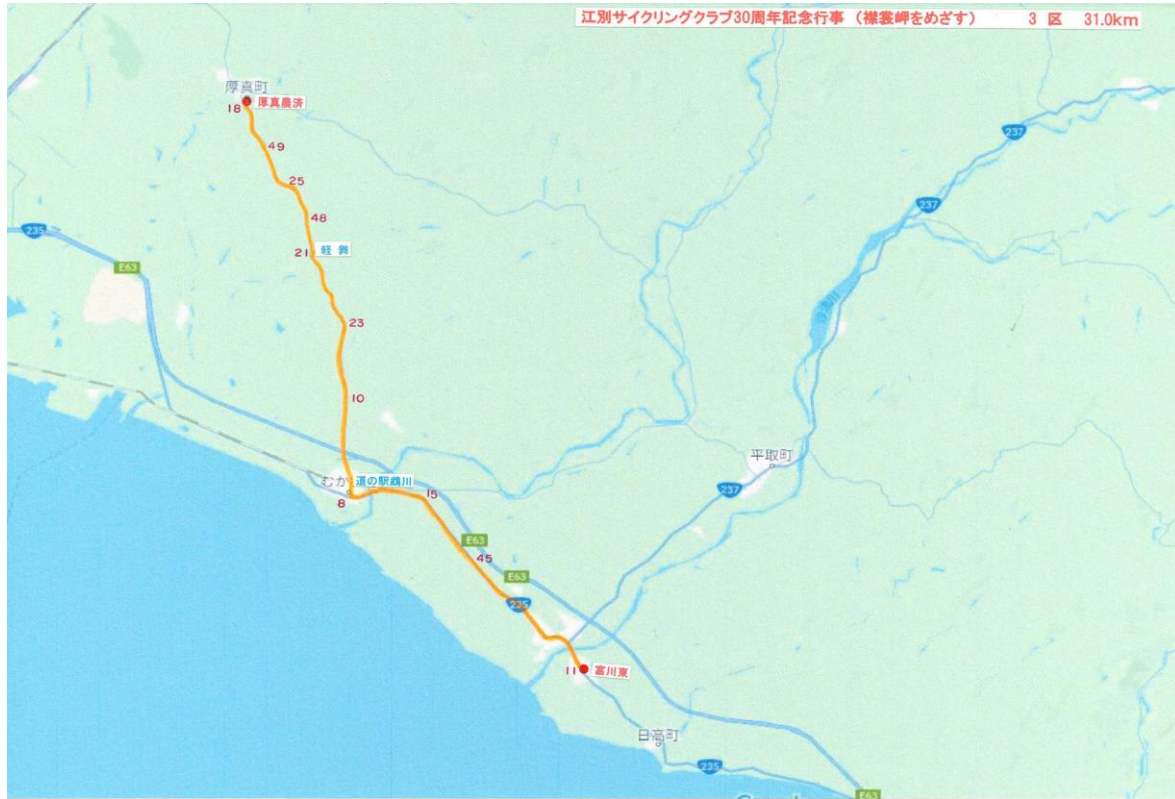 江別サイクリングクラブ30周年記念行事 （襟裳岬をめざす） 3 区 31.0km
厚真町
18
厚真農済
49
25
48
21
軽舞
23
10
むか
道の駅鵡川
8
15
45
11
富川東
平取町
日高町
235
E63
237
237
237
E63
E63
235
235
E63